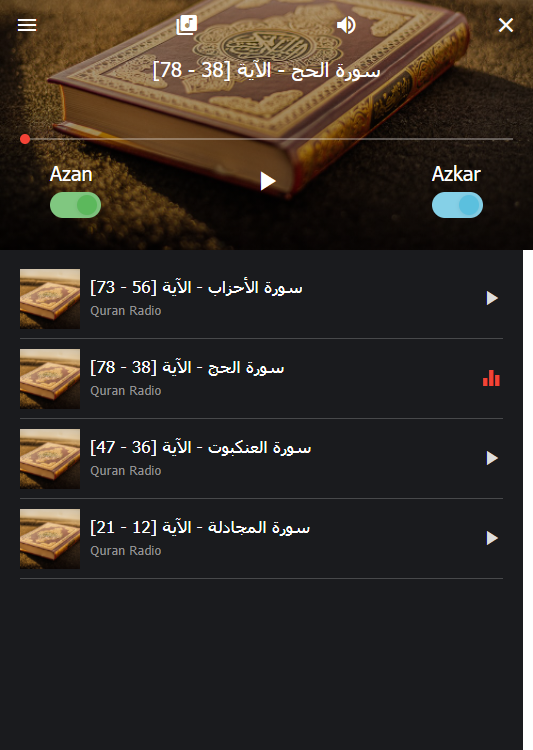 سورة الحج - الآية [38 - 78]
Azan
Azkar
سورة الأحزاب - الآية [56 - 73]
Quran Radio
سورة الحج - الآية [38 - 78]
Quran Radio
سورة العنكبوت - الآية [36 - 47]
Quran Radio
سورة المجادلة - الآية [12 - 21]
Quran Radio